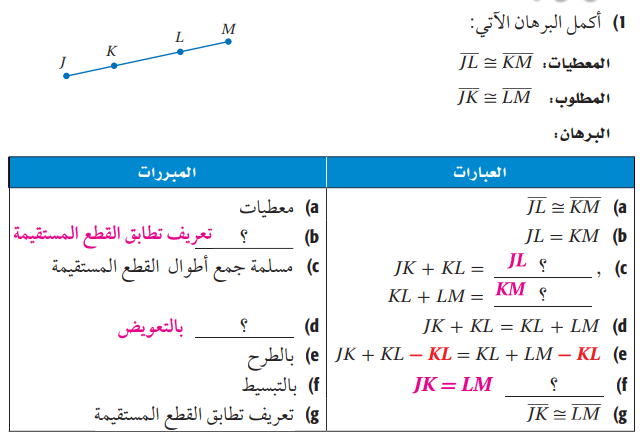 1) أكمل البرهان الآتي:
المعطيات: JL ≅ KM
المطلوب: JK ≅ LM
البرهان:
J K L M
العبارات المبررات
a) JL ≅ KM a) معطيات
b) JL = KM b) ؟ تعريف تطابق القطع المستقيمة
c) JK + KL = JL ؟ , c) مسلمة جمع أطوال القطع المستقيمة
KL + LM = KM ؟
d) JK + KL = KL + LM d) ؟ بالتعويض
e) JK + KL − KL = KL + LM − KL e) بالطرح
f) ؟ JK = LM f) بالتبسيط
g) JK ≅ LM g) تعريف تطابق القطع المستقيمة